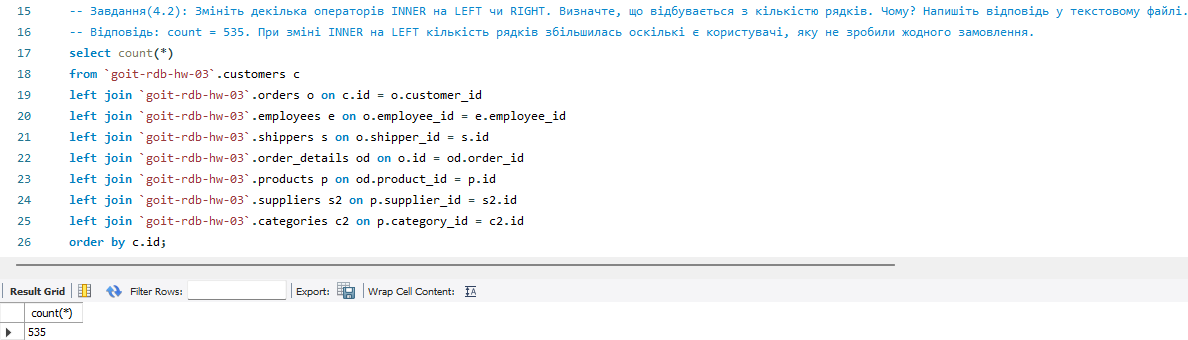 15 -- Завдання(4.2): Змініть декілька операторів INNER на LEFT чи RIGHT. Визначте, що відбувається з кількістю рядків. Чому? Напишіть відповідь у текстовому файлі.
16 -- Відповідь: count = 535. При зміні INNER на LEFT кількість рядків збільшилась оскількі є користувачі, яку не зробили жодного замовлення.
17 select count(*)
18 from `goit-rdb-hw-03`.customers c
19 left join `goit-rdb-hw-03`.orders o on c.id = o.customer_id
20 left join `goit-rdb-hw-03`.employees e on o.employee_id = e.employee_id
21 left join `goit-rdb-hw-03`.shippers s on o.shipper_id = s.id
22 left join `goit-rdb-hw-03`.order_details od on o.id = od.order_id
23 left join `goit-rdb-hw-03`.products p on od.product_id = p.id
24 left join `goit-rdb-hw-03`.suppliers s2 on p.supplier_id = s2.id
25 left join `goit-rdb-hw-03`.categories c2 on p.category_id = c2.id
26 order by c.id;
Result Grid Filter Rows: Export: Wrap Cell Content:
count(*)
535